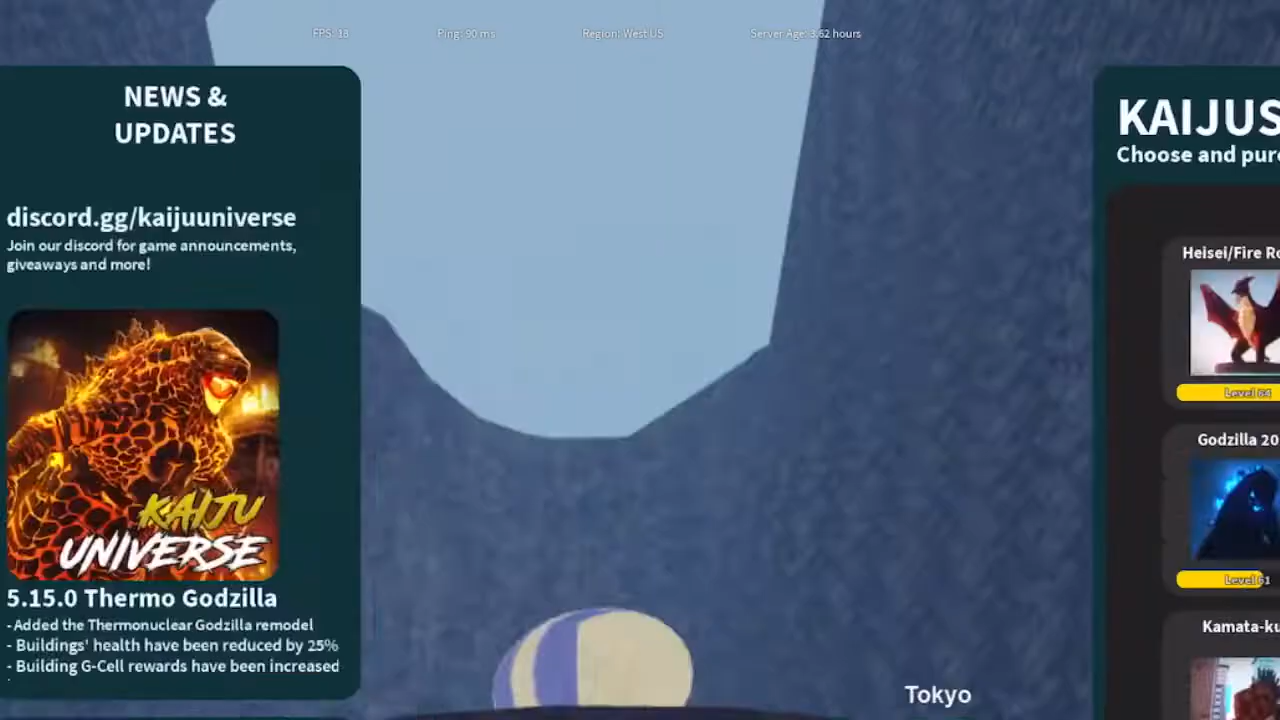 FPS: 18 Ping: 90 ms Region: West US Server Age: 3.62 hours
NEWS &
UPDATES
discord.gg/kaijuuniverse
Join our discord for game announcements,
giveaways and more!
KAIJU
UNIVERSE
5.15.0 Thermo Godzilla
- Added the Thermonuclear Godzilla remodel
- Buildings' health have been reduced by 25%
- Building G-Cell rewards have been increased
Tokyo
KAIJUS
Choose and pur
Heisei/Fire Ro
Level 64
Godzilla 20
Level 61
Kamata-ku